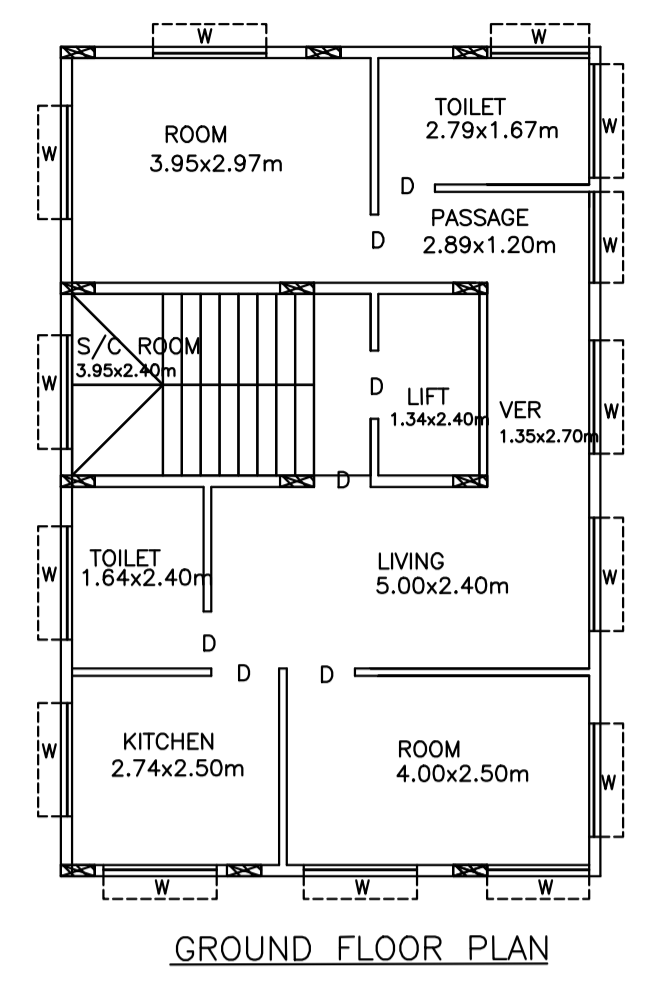 W
W
W
ROOM
3.95x2.97m
TOILET
2.79x1.67m
W
D
D
PASSAGE
2.89x1.20m
W
W
S/C ROOM
3.95x2.40m
D
LIFT
1.34x2.40m
VER
1.35x2.70m
W
D
W
TOILET
1.64x2.40m
LIVING
5.00x2.40m
W
D
D
D
W
KITCHEN
2.74x2.50m
ROOM
4.00x2.50m
W
W
W
W
GROUND FLOOR PLAN